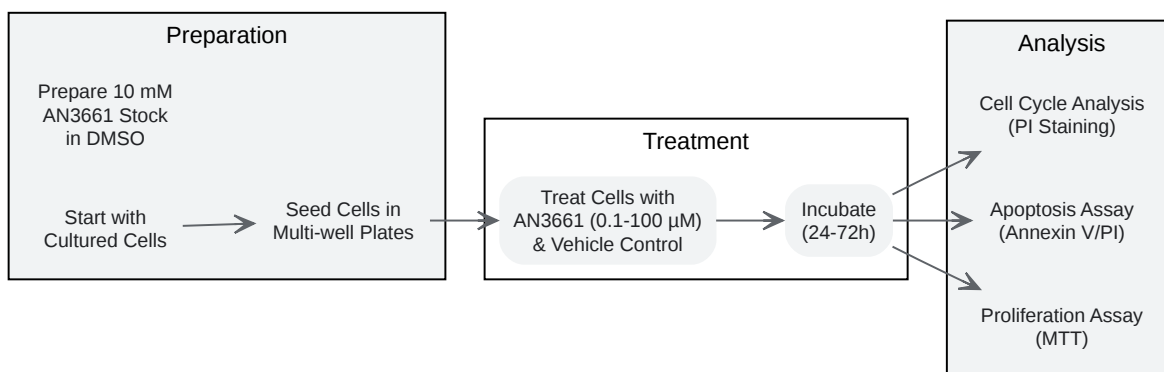 Preparation
Prepare 10 mM
AN3661 Stock
in DMSO
Start with
Cultured Cells
Seed Cells in
Multi-well Plates
Treatment
Treat Cells with
AN3661 (0.1-100 µM)
& Vehicle Control
Incubate
(24-72h)
Analysis
Cell Cycle Analysis
(PI Staining)
Apoptosis Assay
(Annexin V/PI)
Proliferation Assay
(MTT)